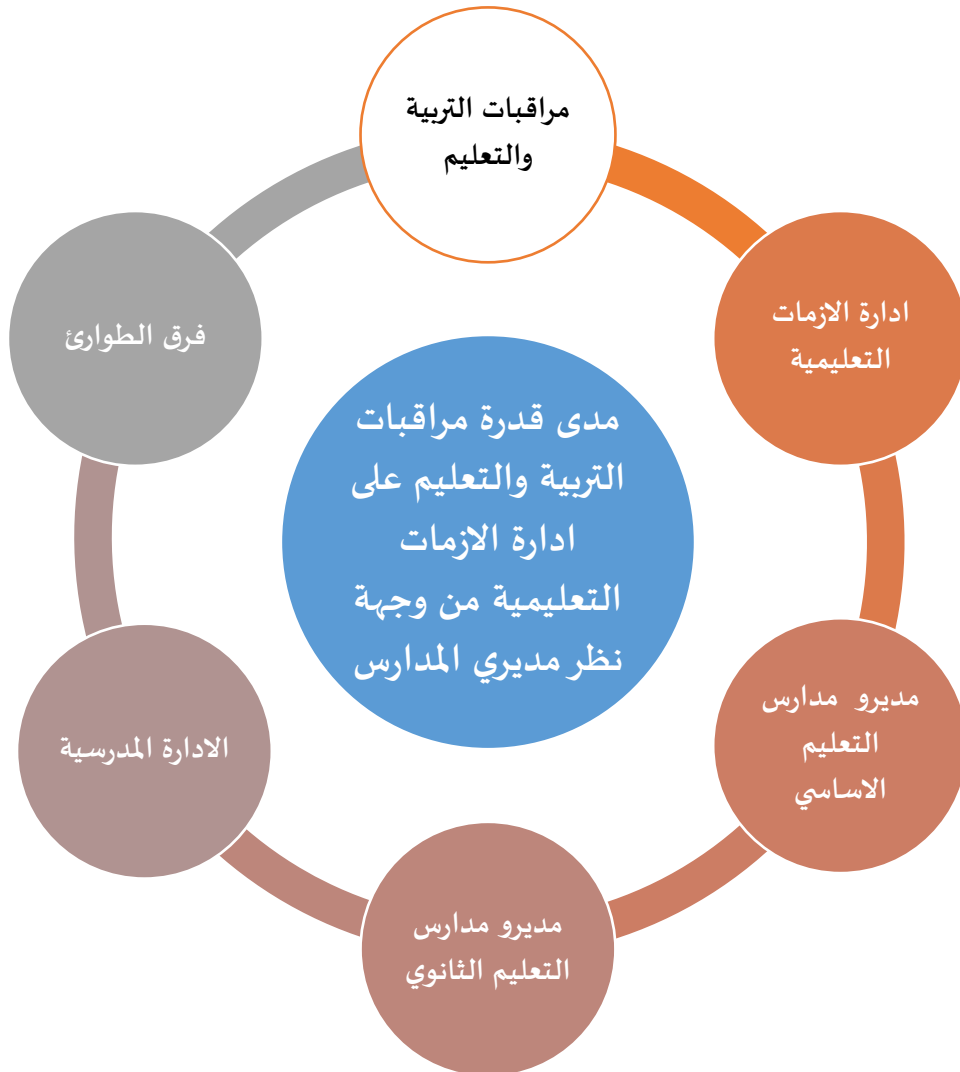 مراقبات التربية
والتعليم
ادارة الازمات
التعليمية
مديرو مدارس
التعليم
الاساسي
مديرو مدارس
التعليم الثانوي
الادارة المدرسية
فرق الطوارئ
مدى قدرة مراقبات
التربية والتعليم على
ادارة الازمات
التعليمية من وجهة
نظر مديري المدارس